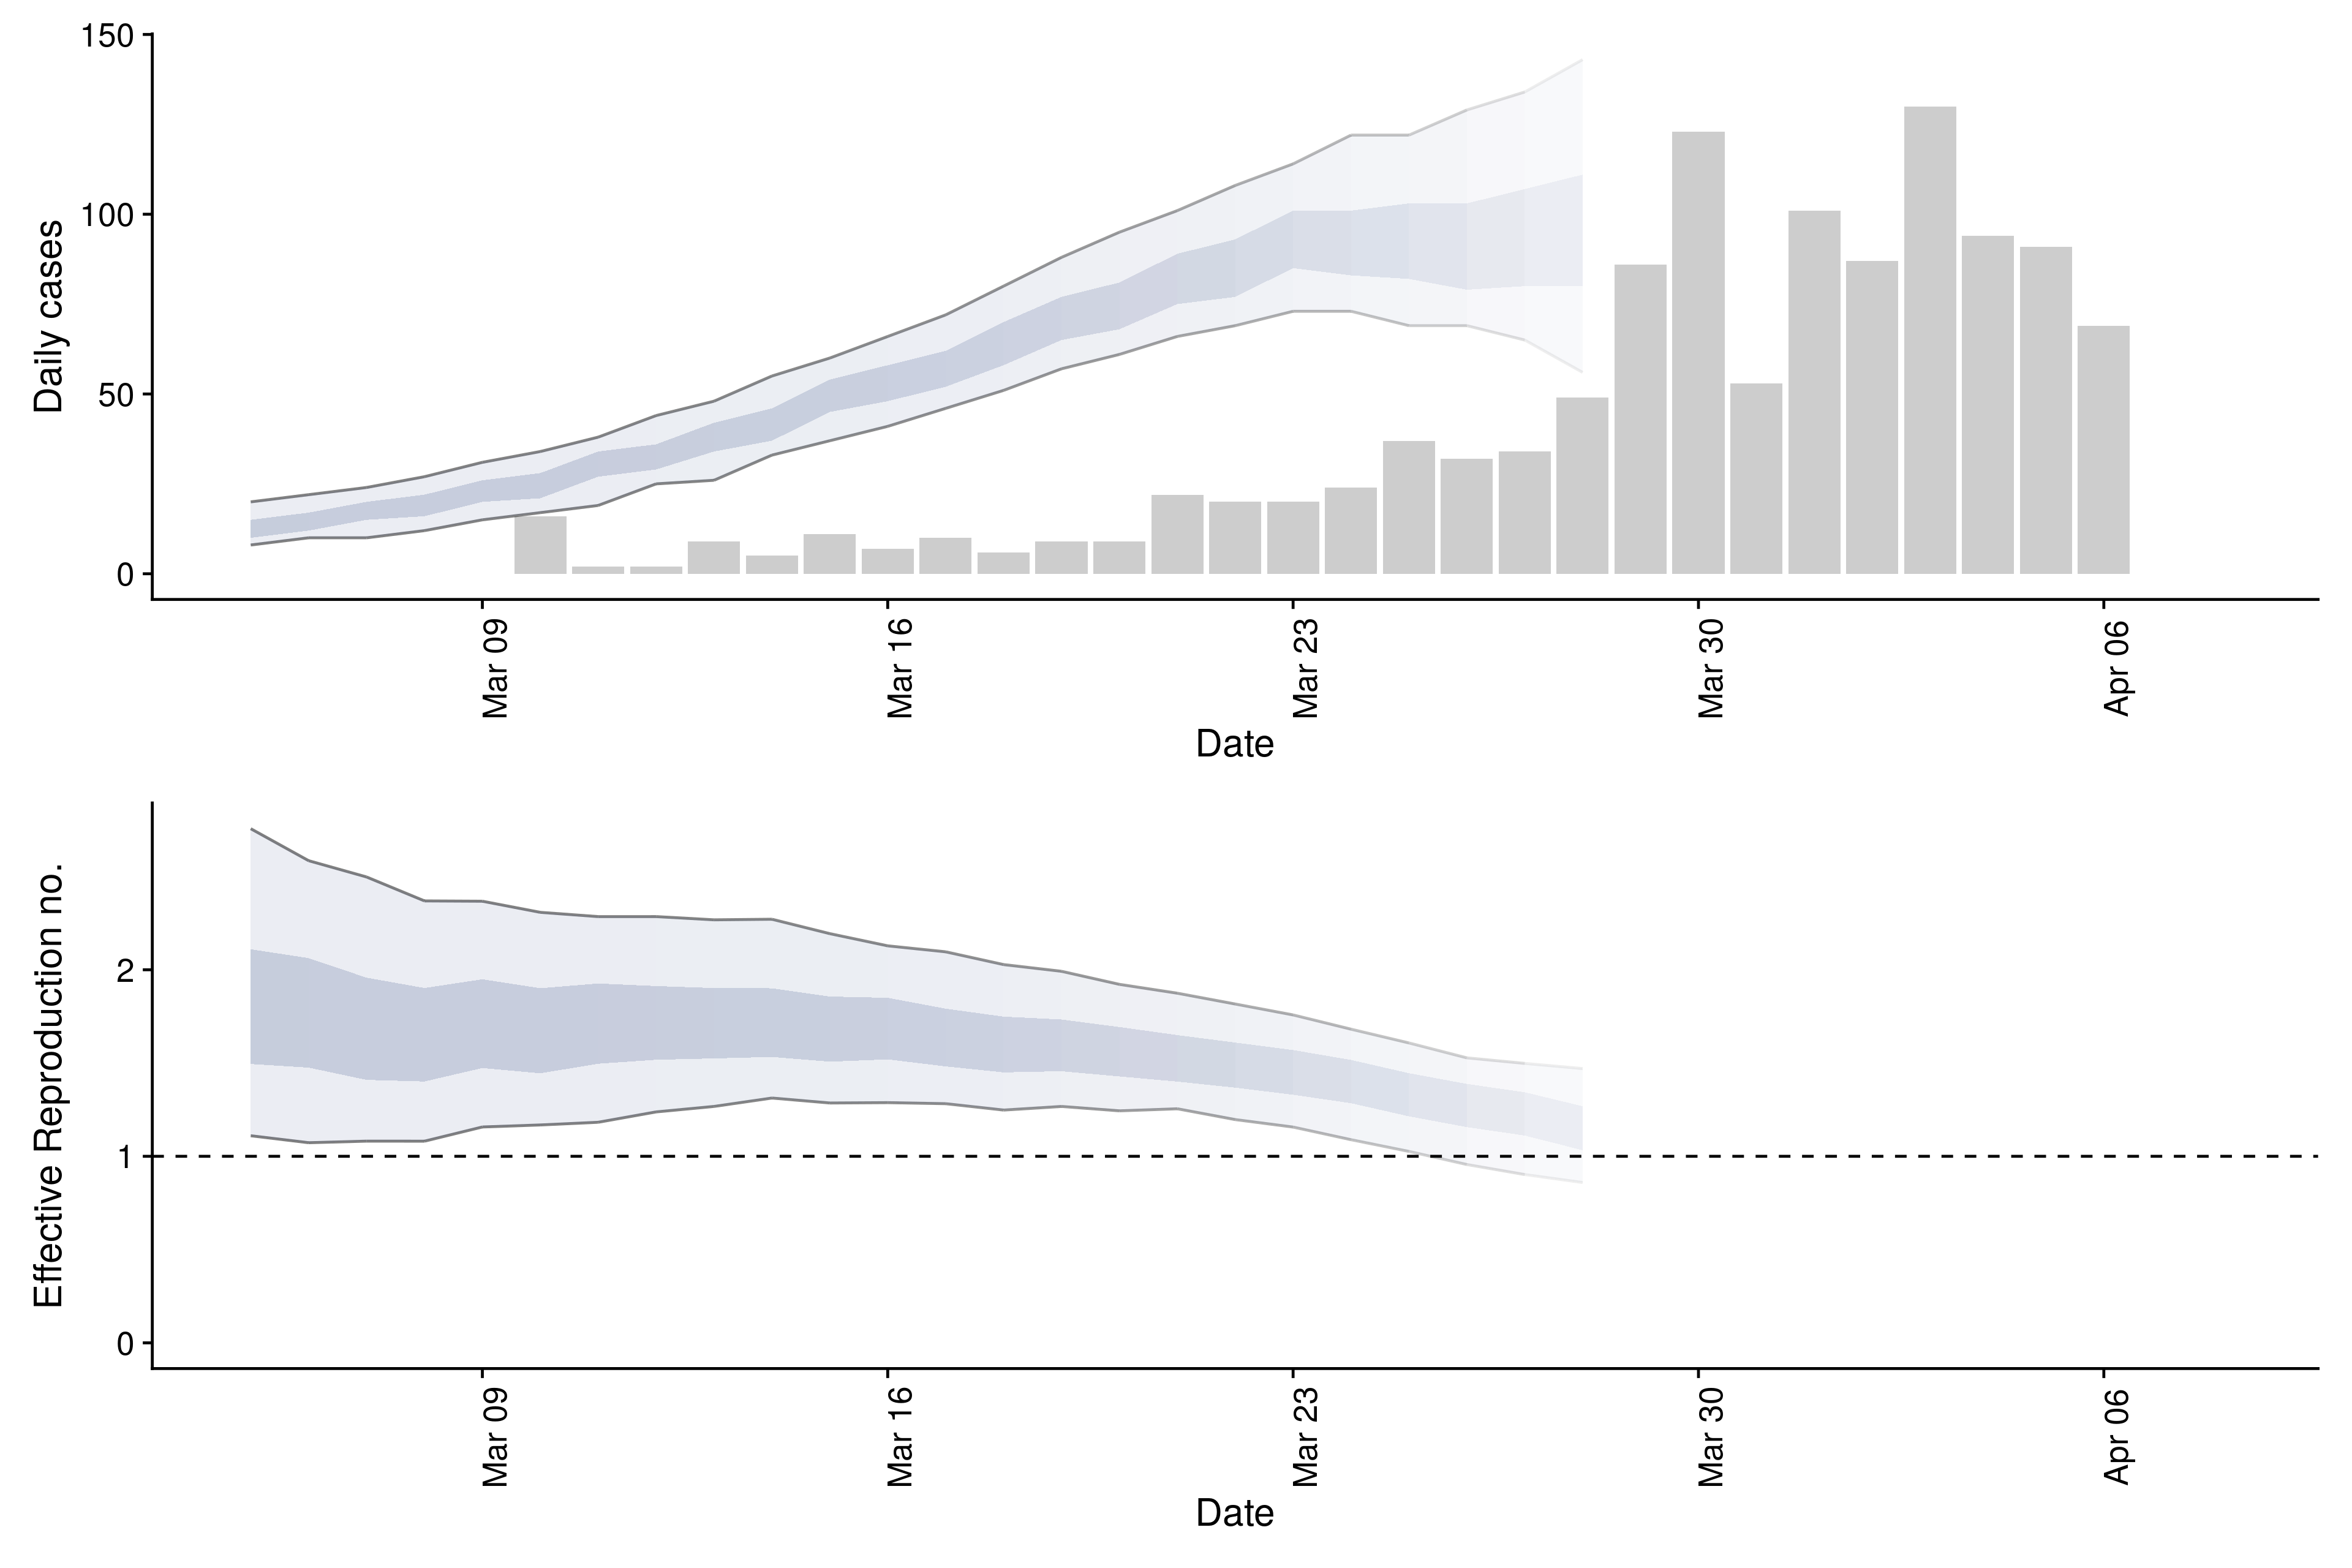 150
100
50
0
Daily cases
Mar 09
Mar 16
Mar 23
Mar 30
Apr 06
Date
2
1
0
Effective Reproduction no.
Mar 09
Mar 16
Mar 23
Mar 30
Apr 06
Date